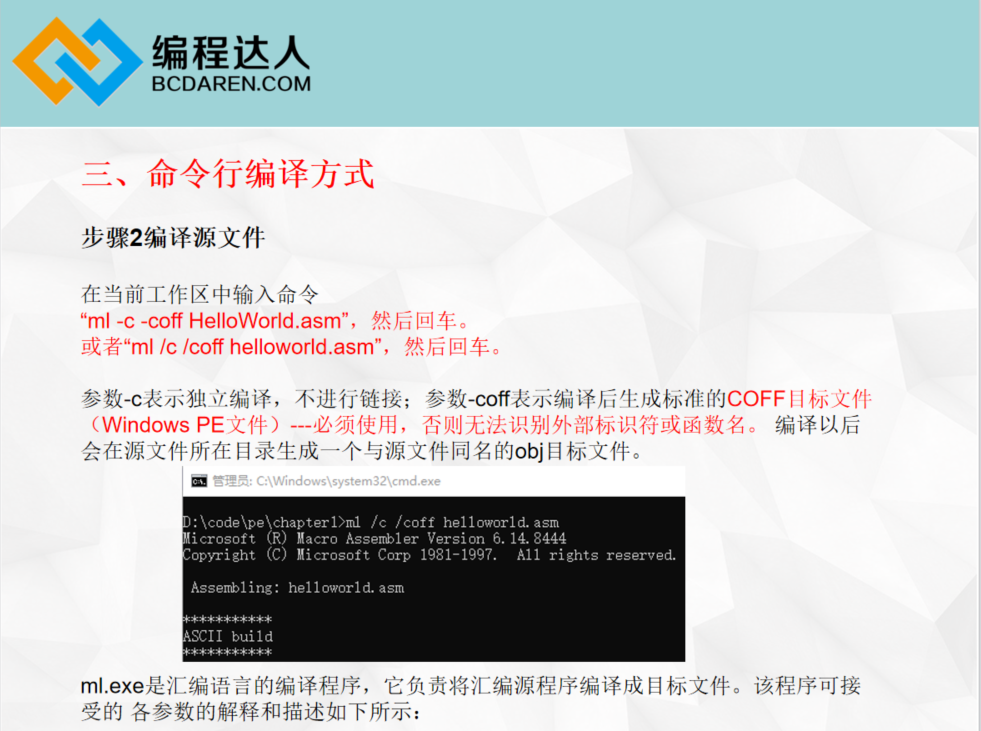 编程达人
BCDAREN.COM
三、命令行编译方式
步骤2编译源文件
在当前工作区中输入命令
“ml -c -coff HelloWorld.asm”，然后回车。
或者“ml /c /coff helloworld.asm”，然后回车。
参数-c表示独立编译，不进行链接；参数-coff表示编译后生成标准的COFF目标文件
（Windows PE文件）---必须使用，否则无法识别外部标识符或函数名。 编译以后
会在源文件所在目录生成一个与源文件同名的obj目标文件。
管理员: C:\Windows\system32\cmd.exe
D:\code\pe\chapter1>ml /c /coff helloworld.asm
Microsoft (R) Macro Assembler Version 6.14.8444
Copyright (C) Microsoft Corp 1981-1997.  All rights reserved.
Assembling: helloworld.asm
***********
ASCII build
***********
ml.exe是汇编语言的编译程序，它负责将汇编源程序编译成目标文件。该程序可接
受的 各参数的解释和描述如下所示：